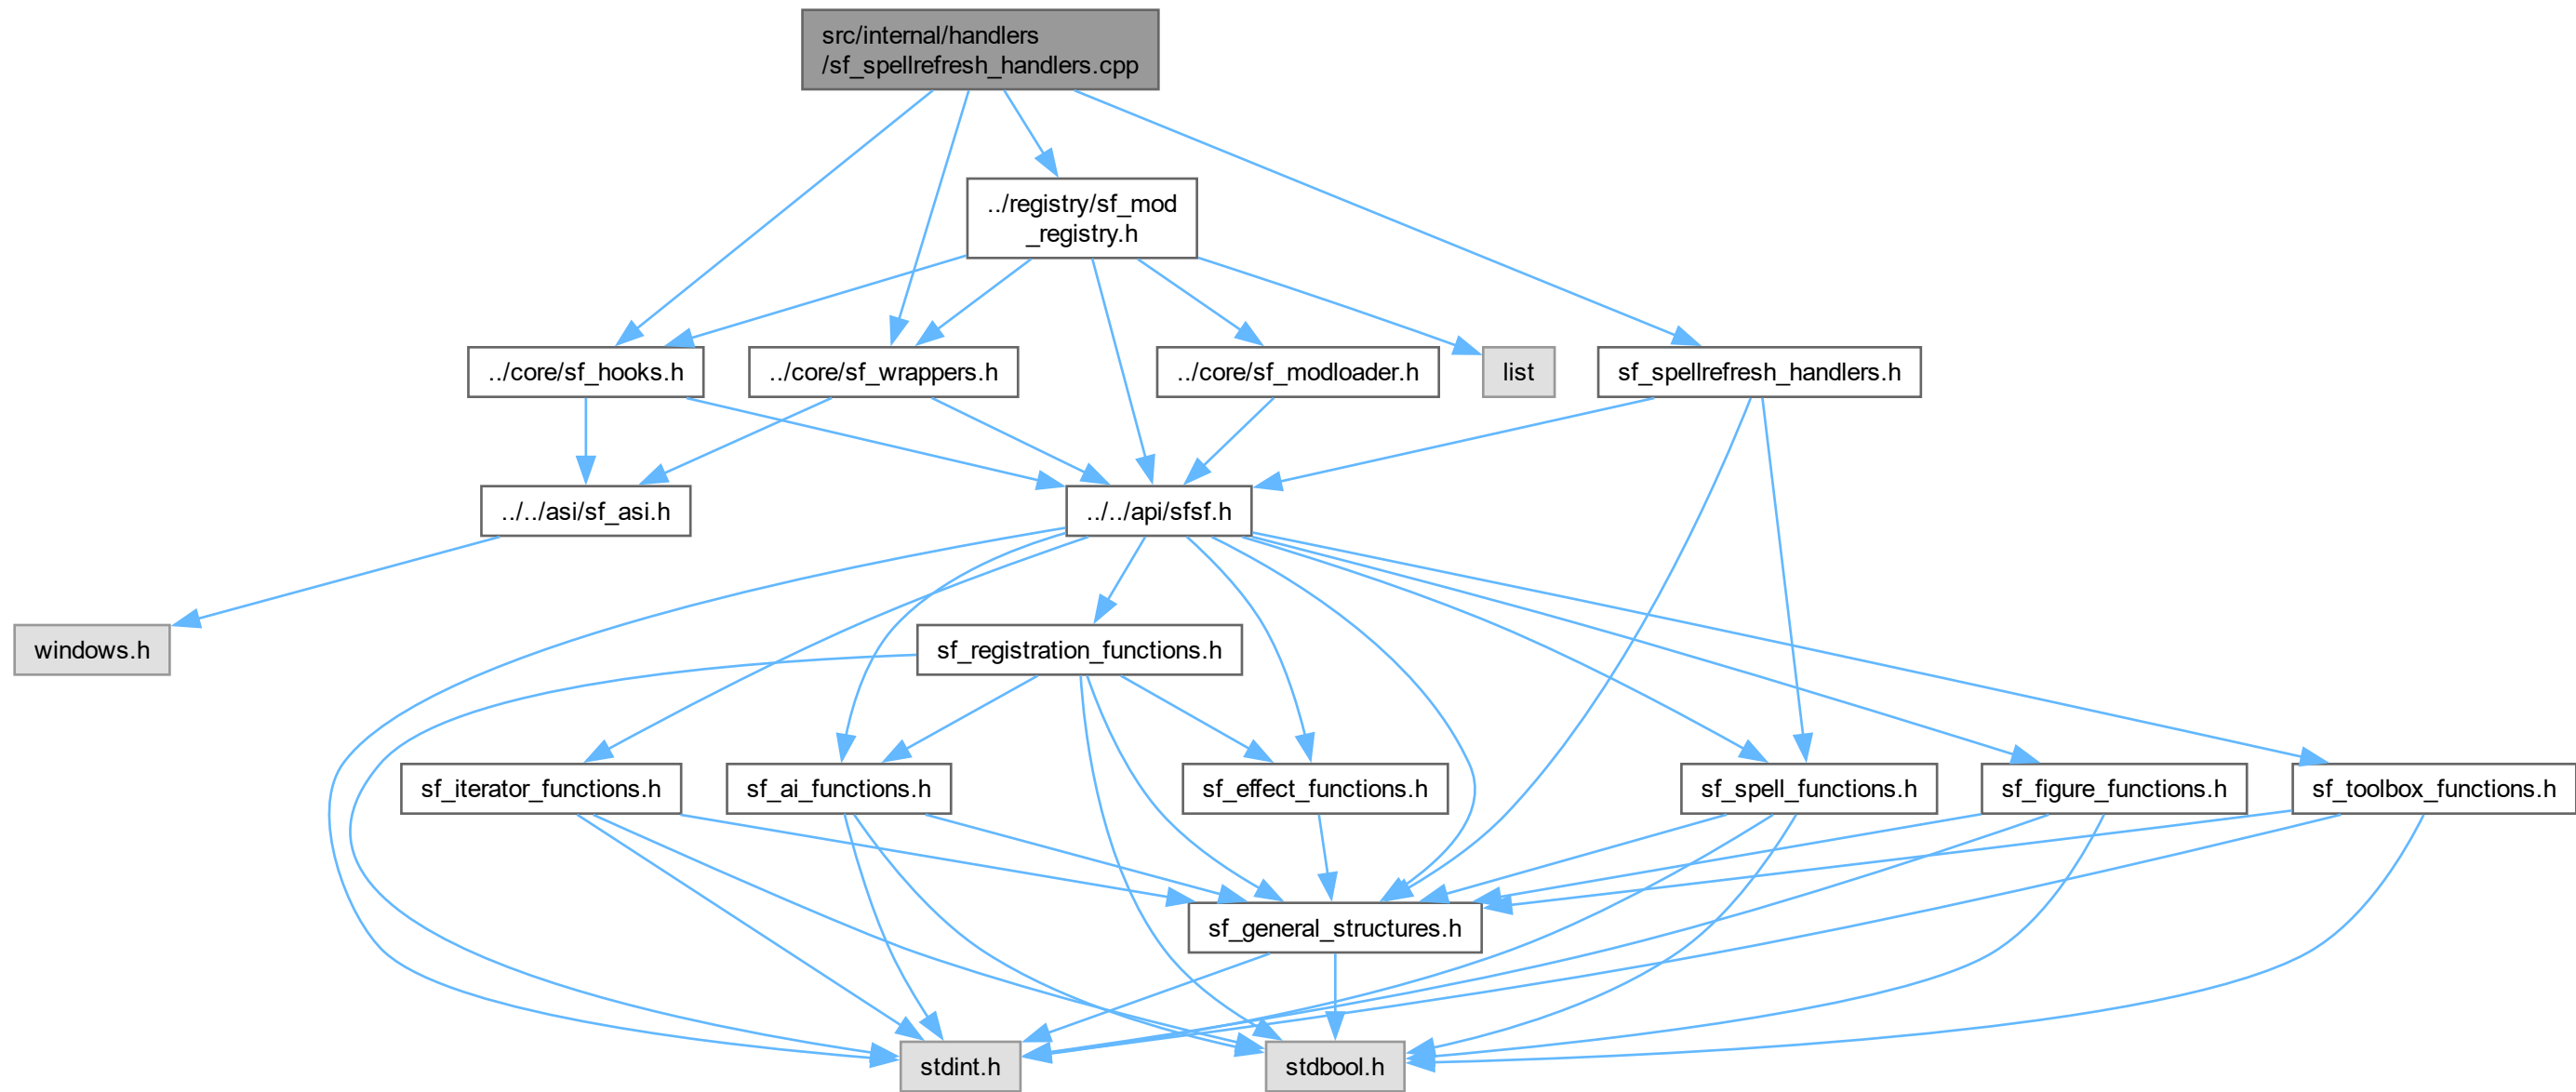 src/internal/handlers
/sf_spellrefresh_handlers.cpp
../registry/sf_mod
_registry.h
../core/sf_hooks.h
../core/sf_wrappers.h
../core/sf_modloader.h
list
sf_spellrefresh_handlers.h
../../asi/sf_asi.h
../../api/sfsf.h
windows.h
sf_registration_functions.h
sf_iterator_functions.h
sf_ai_functions.h
sf_effect_functions.h
sf_spell_functions.h
sf_figure_functions.h
sf_toolbox_functions.h
sf_general_structures.h
stdint.h
stdbool.h